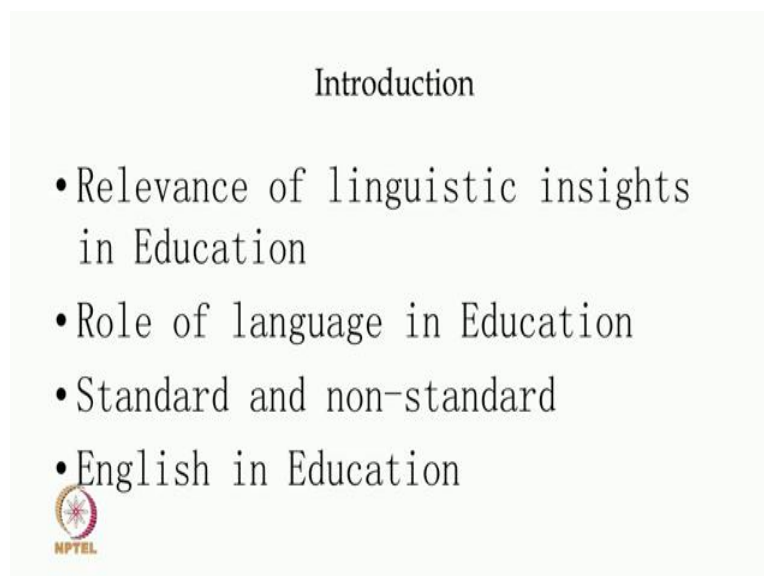 Introduction
•Relevance of linguistic insights
in Education
•Role of language in Education
•Standard and non-standard
•English in Education
NPTEL